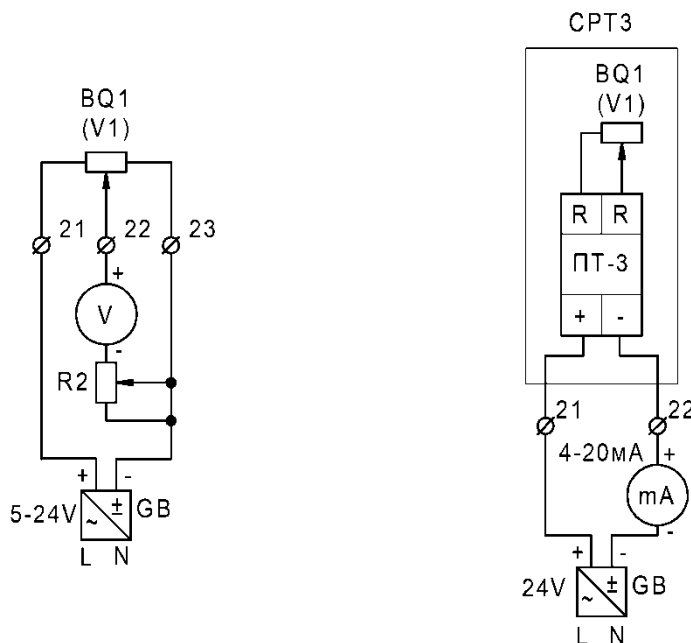 BQ1
(V1)
21
22
23
+
V
-
R2
+
-
5-24V
~
±
GB
L
N
СРТ3
BQ1
(V1)
R
R
ПТ-3
+
-
21
22
4-20мА
+
mA
-
+
-
24V
~
±
GB
L
N